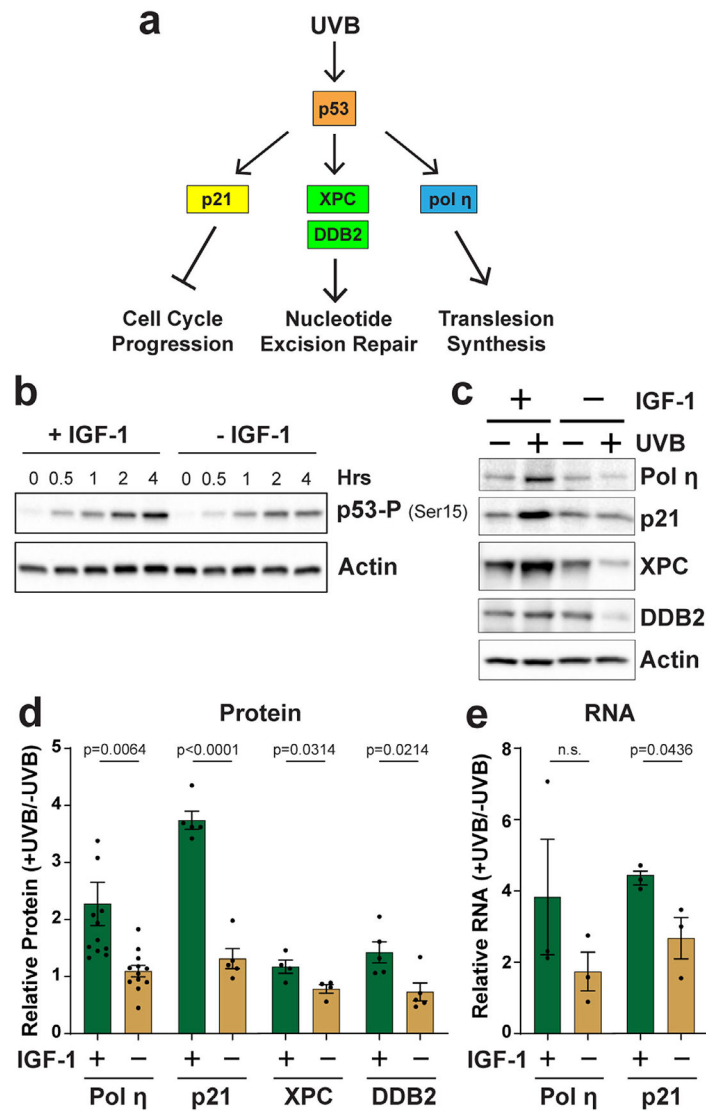 a
UVB
p53
p21
XPC
pol η
DDB2
Cell Cycle
Progression
Nucleotide
Excision Repair
Translesion
Synthesis
b
+ IGF-1
- IGF-1
0 0.5 1 2 4 0 0.5 1 2 4 Hrs
p53-P (Ser15)
Actin
c
+ − IGF-1
− + − + UVB
Pol η
p21
XPC
DDB2
Actin
d
Protein
Relative Protein (+UVB/-UVB)
5
4
3
2
1
0
p=0.0064
p<0.0001
p=0.0314
p=0.0214
IGF-1 + − + − + − + −
Pol η p21 XPC DDB2
e
RNA
Relative RNA (+UVB/-UVB)
8
6
4
2
0
n.s.
p=0.0436
IGF-1 + − + −
Pol η p21